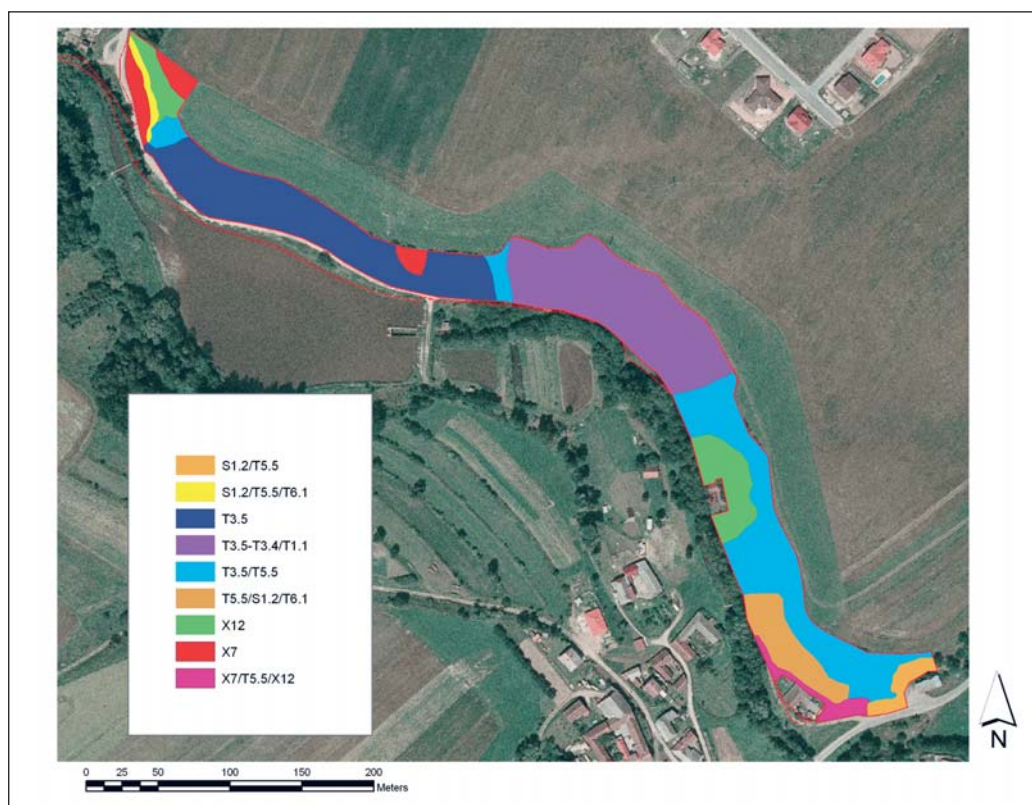 S1.2/T5.5
S1.2/T5.5/T6.1
T3.5
T3.5-T3.4/T1.1
T3.5/T5.5
T5.5/S1.2/T6.1
X12
X7
X7/T5.5/X12
N
0 25 50 100 150 200
Meters